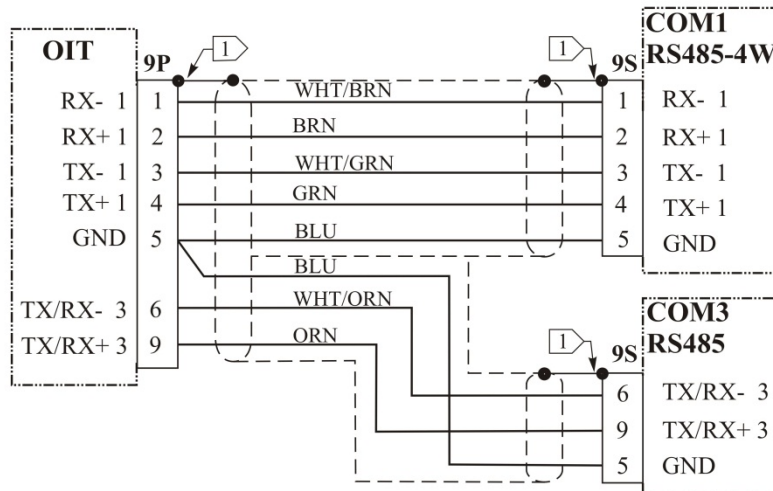 OIT
9P
1
1
9S
COM1
RS485-4W
RX- 1
1
WHT/BRN
1
RX- 1
RX+ 1
2
BRN
2
RX+ 1
TX- 1
3
WHT/GRN
3
TX- 1
TX+ 1
4
GRN
4
TX+ 1
GND
5
BLU
5
GND
BLU
TX/RX- 3
6
WHT/ORN
TX/RX+ 3
9
ORN
1
9S
COM3
RS485
6
TX/RX- 3
9
TX/RX+ 3
5
GND